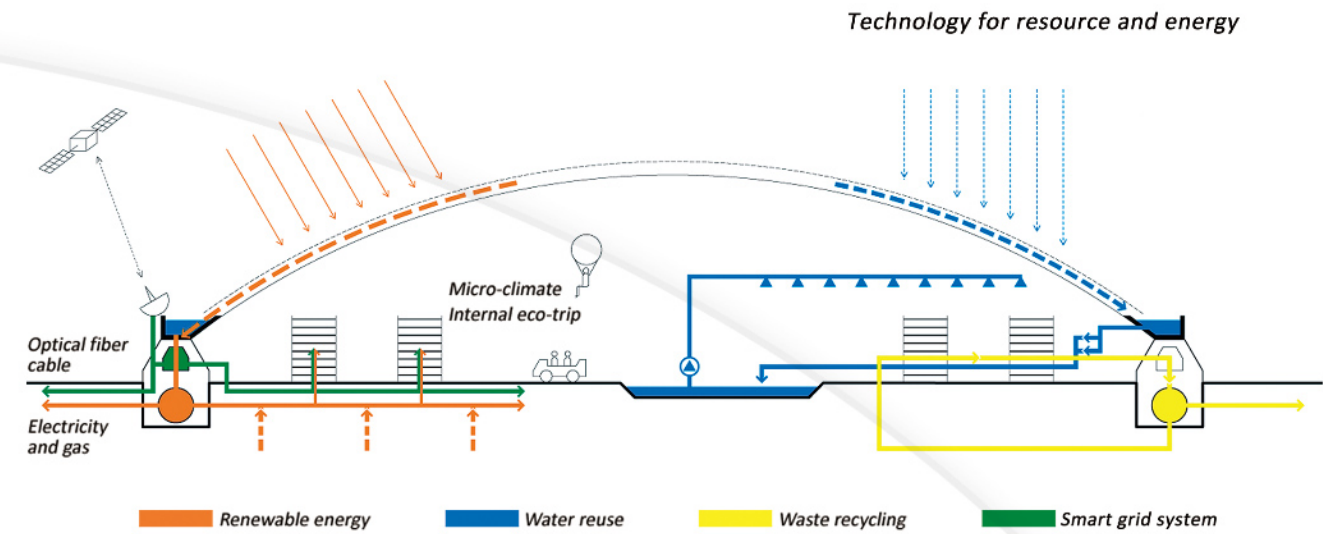 Technology for resource and energy
Micro-climate
Internal eco-trip
Optical fiber
cable
Electricity
and gas
Renewable energy
Water reuse
Waste recycling
Smart grid system